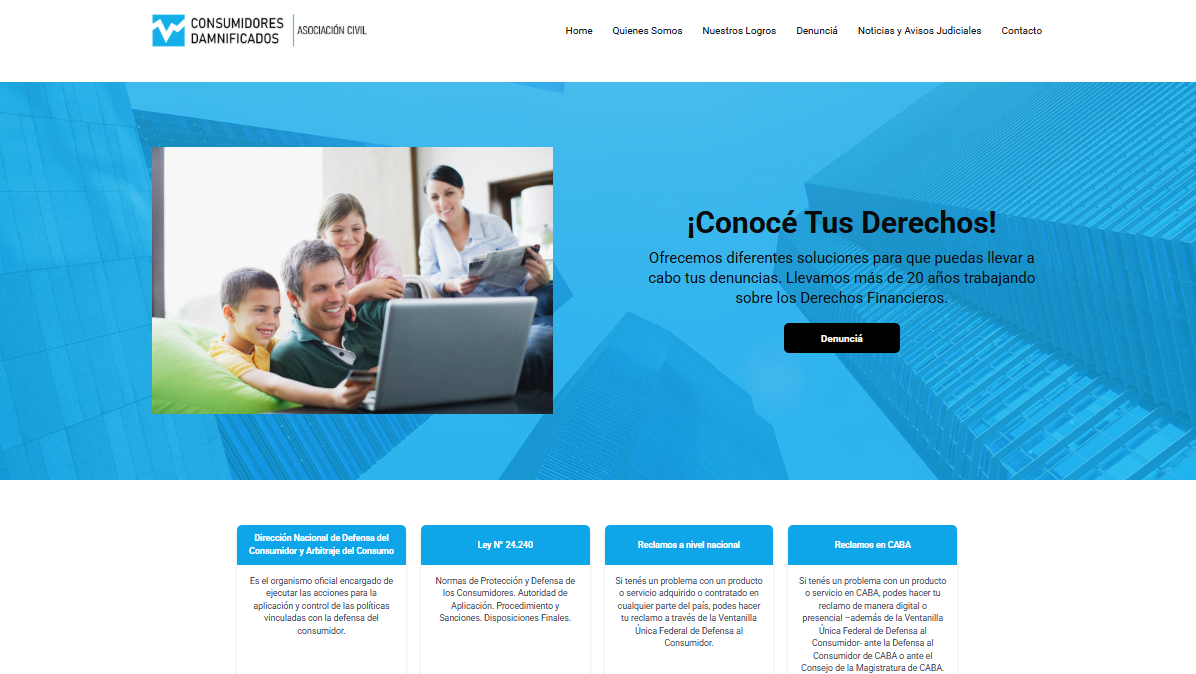 CONSUMIDORES
DAMNIFICADOS
ASOCIACIÓN CIVIL
Home
Quienes Somos
Nuestros Logros
Denunciá
Noticias y Avisos Judiciales
Contacto
¡Conocé Tus Derechos!
Ofrecemos diferentes soluciones para que puedas llevar a
cabo tus denuncias. Llevamos más de 20 años trabajando
sobre los Derechos Financieros.
Denunciá
Dirección Nacional de Defensa del
Consumidor y Arbitraje del Consumo
Es el organismo oficial encargado de
ejecutar las acciones para la
aplicación y control de las políticas
vinculadas con la defensa del
consumidor.
Ley N° 24.240
Normas de Protección y Defensa de
los Consumidores. Autoridad de
Aplicación. Procedimiento y
Sanciones. Disposiciones Finales.
Reclamos a nivel nacional
Si tenés un problema con un producto
o servicio adquirido o contratado en
cualquier parte del país, podes hacer
tu reclamo a través de la Ventanilla
Única Federal de Defensa al
Consumidor.
Reclamos en CABA
Si tenés un problema con un producto
o servicio en CABA, podes hacer tu
reclamo de manera digital o
presencial –además de la Ventanilla
Única Federal de Defensa al
Consumidor- ante la Defensa al
Consumidor de CABA o ante el
Consejo de la Magistratura de CABA.